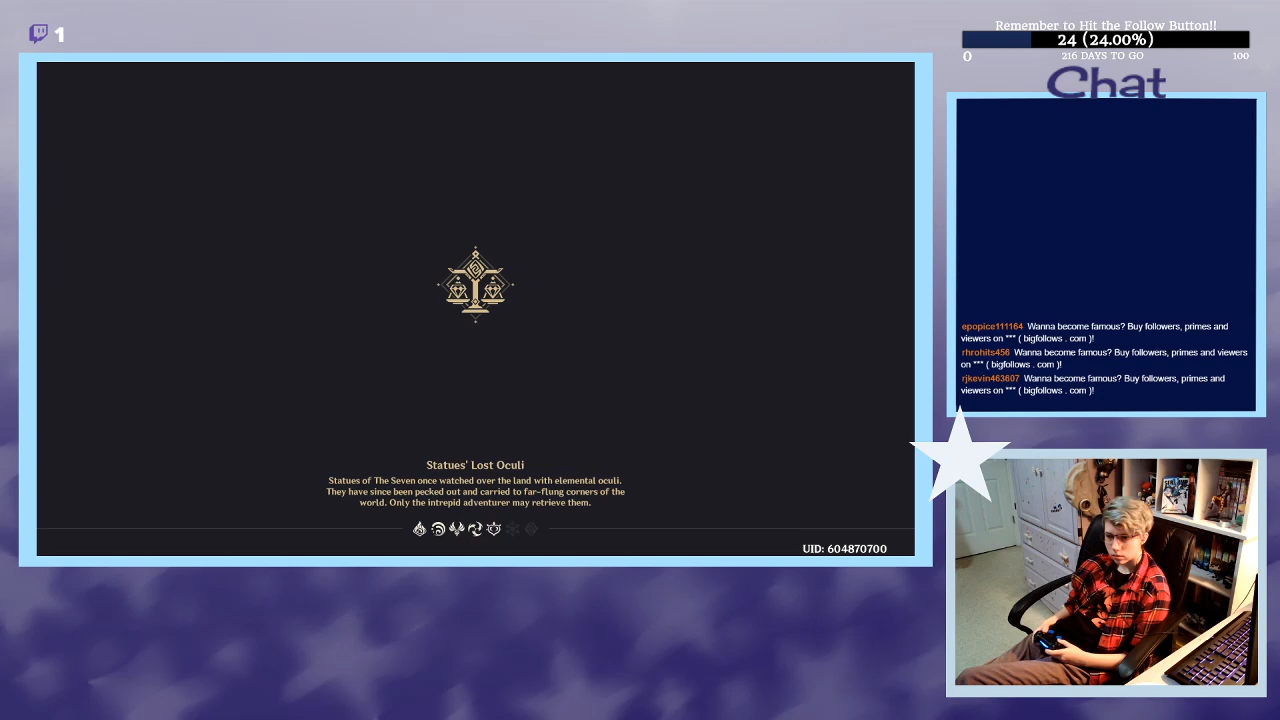 1
Remember to Hit the Follow Button!!
24 (24.00%)
0
216 DAYS TO GO
100
Chat
epopice111164 Wanna become famous? Buy followers, primes and
viewers on *** ( bigfollows . com )!
rhrohits456 Wanna become famous? Buy followers, primes and viewers
on *** ( bigfollows . com )!
rjkevin463607 Wanna become famous? Buy followers, primes and
viewers on *** ( bigfollows . com )!
Statues' Lost Oculi
Statues of The Seven once watched over the land with elemental oculi.
They have since been pecked out and carried to far-flung corners of the
world. Only the intrepid adventurer may retrieve them.
UID: 604870700